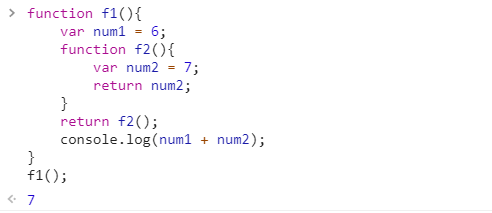 > function f1(){
    var num1 = 6;
    function f2(){
        var num2 = 7;
        return num2;
    }
    return f2();
    console.log(num1 + num2);
}
f1();
7